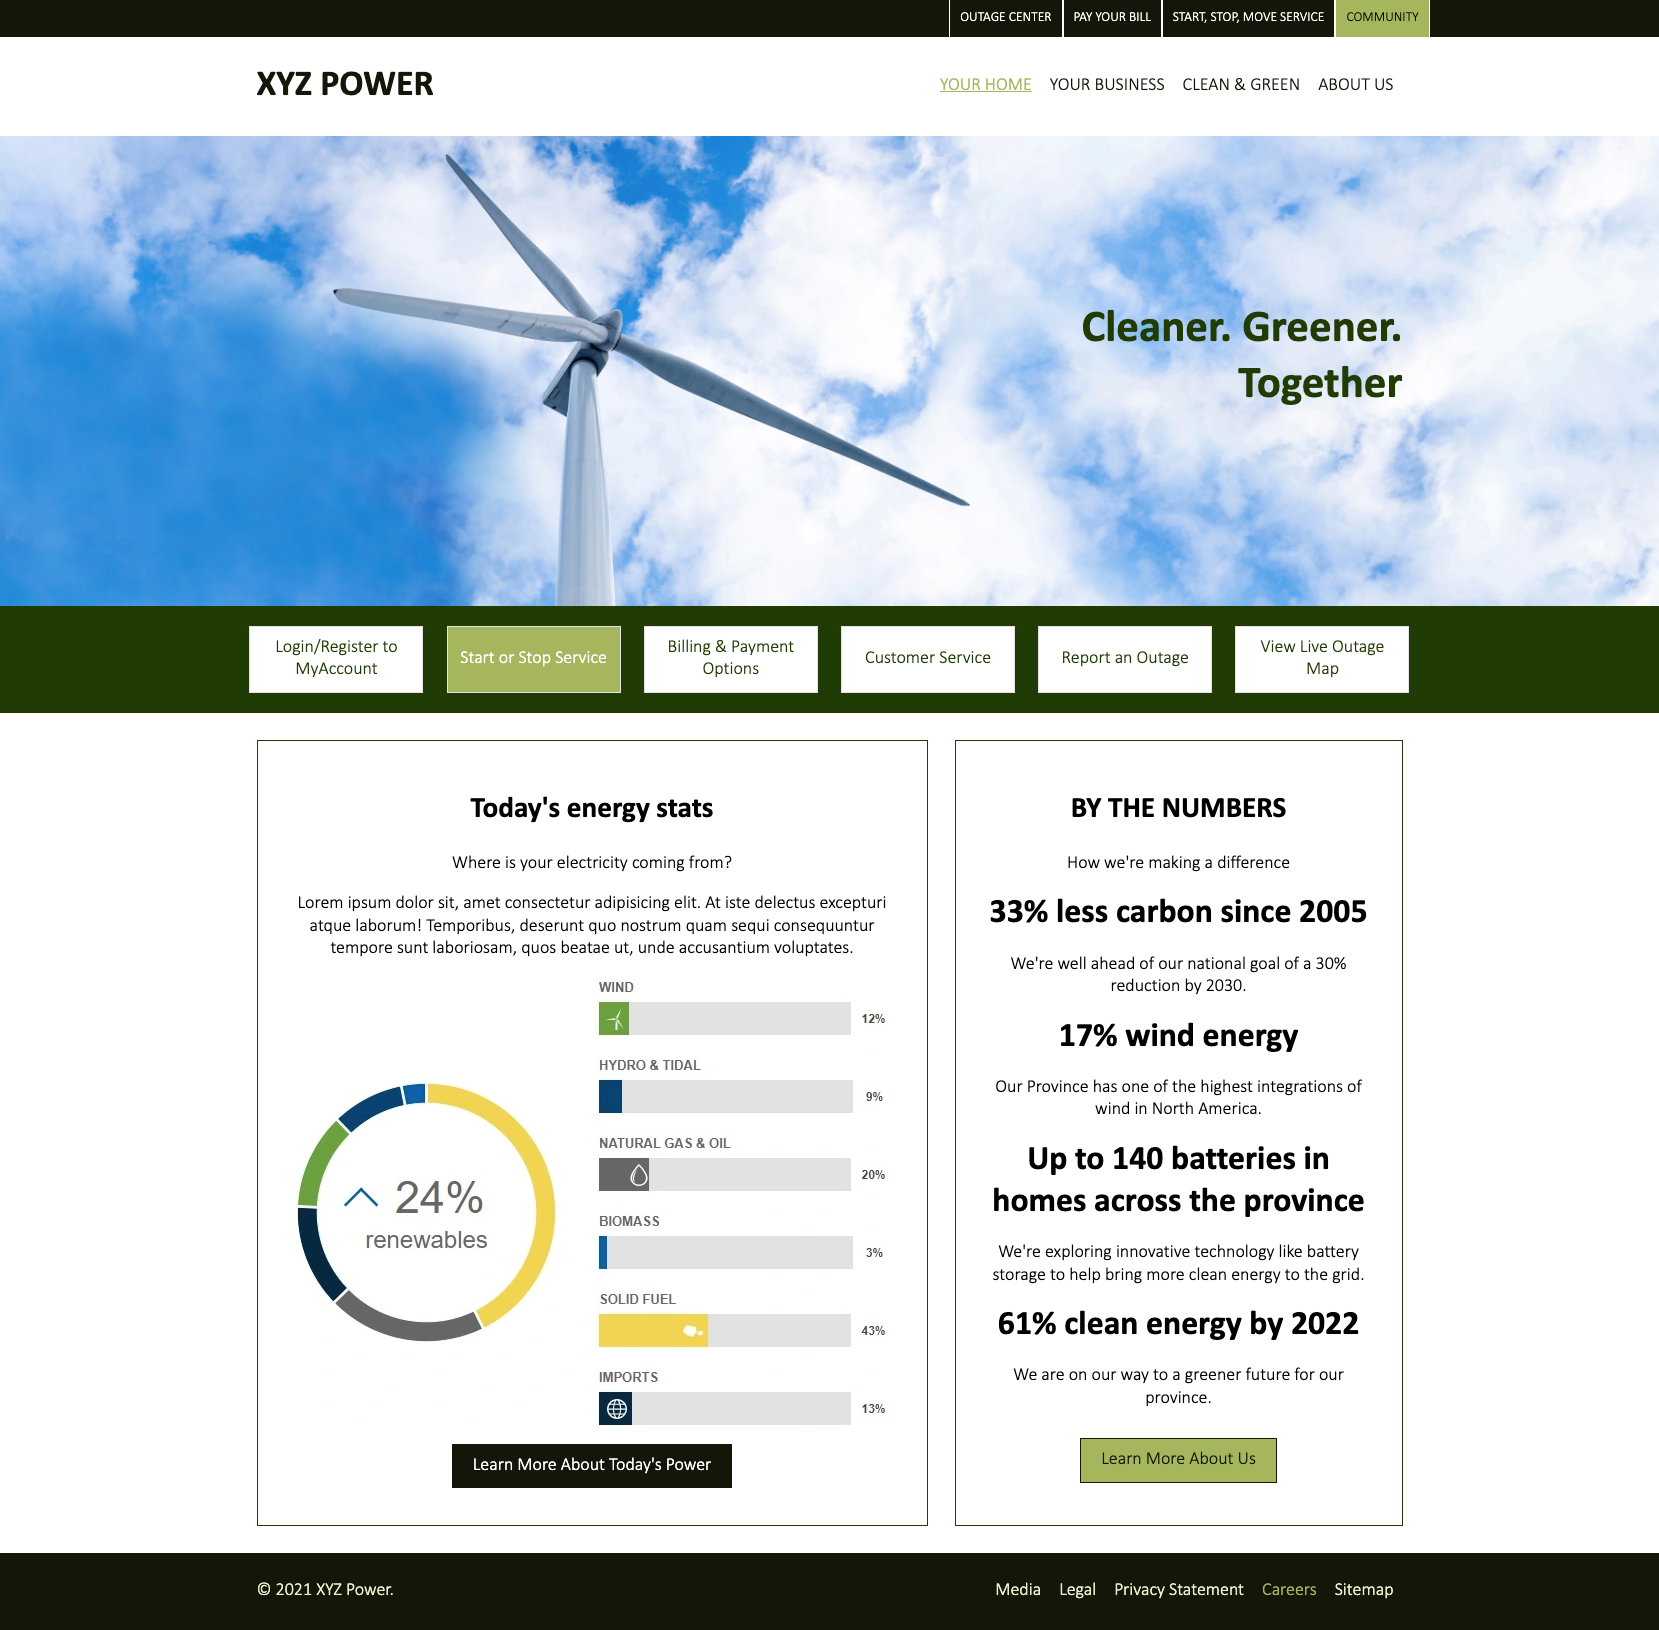 OUTAGE CENTER PAY YOUR BILL START, STOP, MOVE SERVICE COMMUNITY
XYZ POWER
YOUR HOME YOUR BUSINESS CLEAN & GREEN ABOUT US
Cleaner. Greener.
Together
Login/Register to
MyAccount
Start or Stop Service
Billing & Payment
Options
Customer Service
Report an Outage
View Live Outage
Map
Today's energy stats
Where is your electricity coming from?
Lorem ipsum dolor sit, amet consectetur adipisicing elit. At iste delectus excepturi
atque laborum! Temporibus, deserunt quo nostrum quam sequi consequuntur
tempore sunt laboriosam, quos beatae ut, unde accusantium voluptates.
24%
renewables
WIND
12%
HYDRO & TIDAL
9%
NATURAL GAS & OIL
20%
BIOMASS
3%
SOLID FUEL
43%
IMPORTS
13%
Learn More About Today's Power
BY THE NUMBERS
How we're making a difference
33% less carbon since 2005
We're well ahead of our national goal of a 30%
reduction by 2030.
17% wind energy
Our Province has one of the highest integrations of
wind in North America.
Up to 140 batteries in
homes across the province
We're exploring innovative technology like battery
storage to help bring more clean energy to the grid.
61% clean energy by 2022
We are on our way to a greener future for our
province.
Learn More About Us
© 2021 XYZ Power.
Media Legal Privacy Statement Careers Sitemap